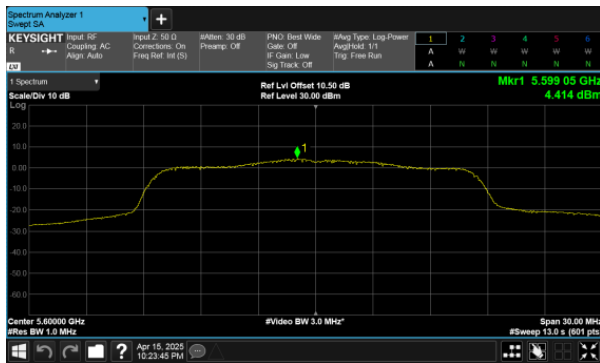 Spectrum Analyzer 1
Swept SA
+
KEYSIGHT
R
LXI
Input: RF
Coupling: AC
Align: Auto
Input Z: 50 Ω
Corrections: On
Freq Ref: Int (S)
#Atten: 30 dB
Preamp: Off
PNO: Best Wide
Gate: Off
IF Gain: Low
Sig Track: Off
#Avg Type: Log-Power
Avg|Hold: 1/1
Trig: Free Run
1 2 3 4 5 6
A W W W W W
A N N N N N
1 Spectrum
Scale/Div 10 dB
Log
Ref Lvl Offset 10.50 dB
Ref Level 30.00 dBm
Mkr1 5.599 05 GHz
4.414 dBm
20.0
10.0
0.00
-10.0
-20.0
-30.0
-40.0
-50.0
-60.0
1
Center 5.60000 GHz
#Res BW 1.0 MHz
#Video BW 3.0 MHz*
Span 30.00 MHz
#Sweep 13.0 s (601 pts)
?
Apr 15, 2025
10:23:45 PM